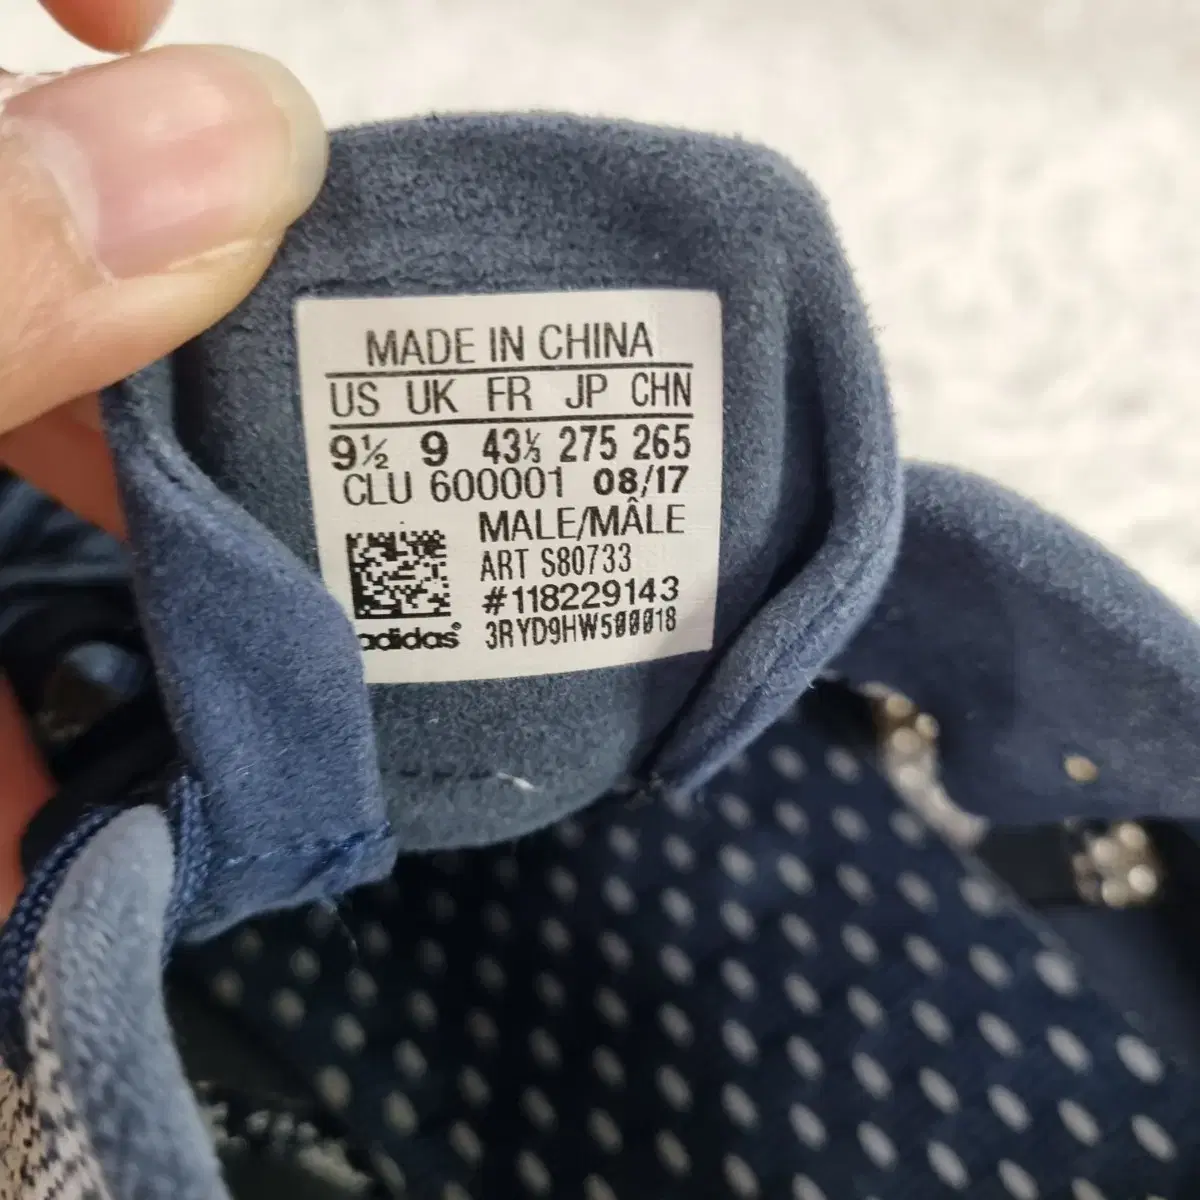 MADE IN CHINA
US UK FR JP CHN
9½ 9 43⅓ 275 265
CLU 600001 08/17
MALE/MÂLE
ART S80733
#118229143
adidas® 3RYD9HW500018